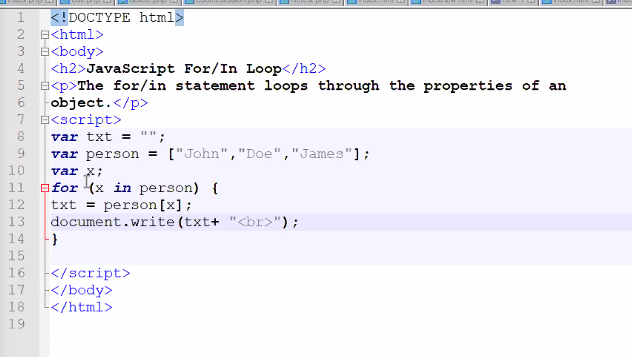 1 <!DOCTYPE html>
2 <html>
3 <body>
4 <h2>JavaScript For/In Loop</h2>
5 <p>The for/in statement loops through the properties of an
6 object.</p>
7 <script>
8 var txt = "";
9 var person = ["John","Doe","James"];
10 var x;
11 for (x in person) {
12 txt = person[x];
13 document.write(txt+ "<br>");
14 }
15
16 </script>
17 </body>
18 </html>
19